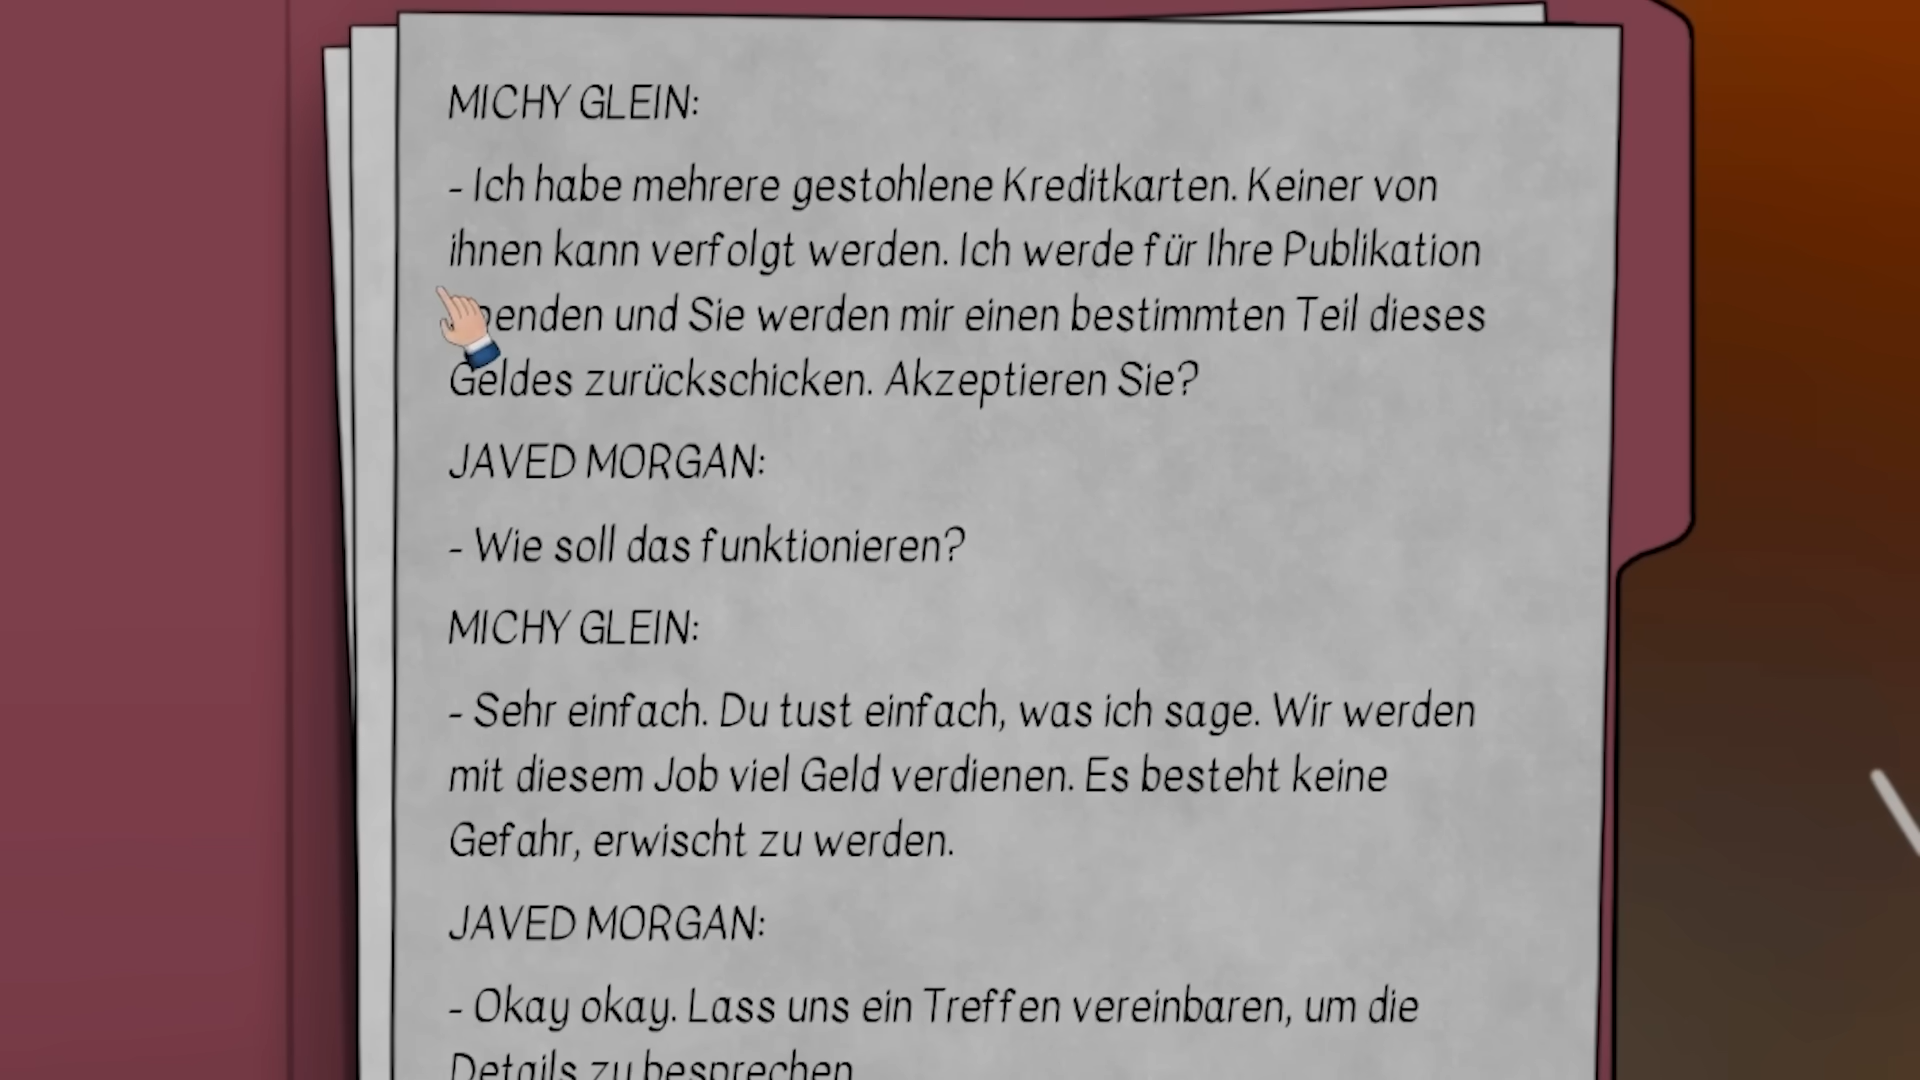 MICHY GLEIN:
- Ich habe mehrere gestohlene Kreditkarten. Keiner von
ihnen kann verfolgt werden. Ich werde für Ihre Publikation
und Sie werden mir einen bestimmten Teil dieses
Geldes zurückschicken. Akzeptieren Sie?
JAVED MORGAN:
- Wie soll das funktionieren?
MICHY GLEIN:
- Sehr einfach. Du tust einfach, was ich sage. Wir werden
mit diesem Job viel Geld verdienen. Es besteht keine
Gefahr, erwischt zu werden.
JAVED MORGAN:
- Okay okay. Lass uns ein Treffen vereinbaren, um die
Details zu besprechen